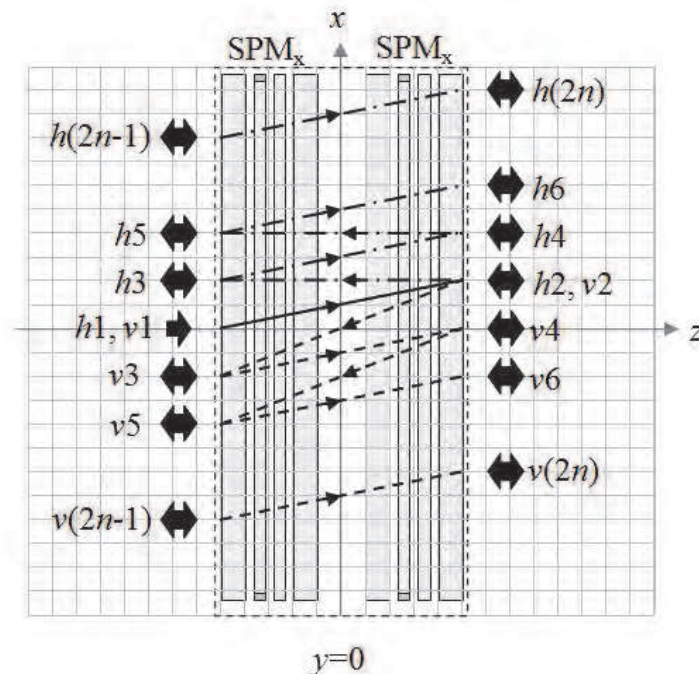 x
SPMₓ SPMₓ
h(2n)
h(2n-1)
h6
h5 h4
h3 h2, v2
h1, v1 z
v4
v3 v6
v5
v(2n)
v(2n-1)
y=0